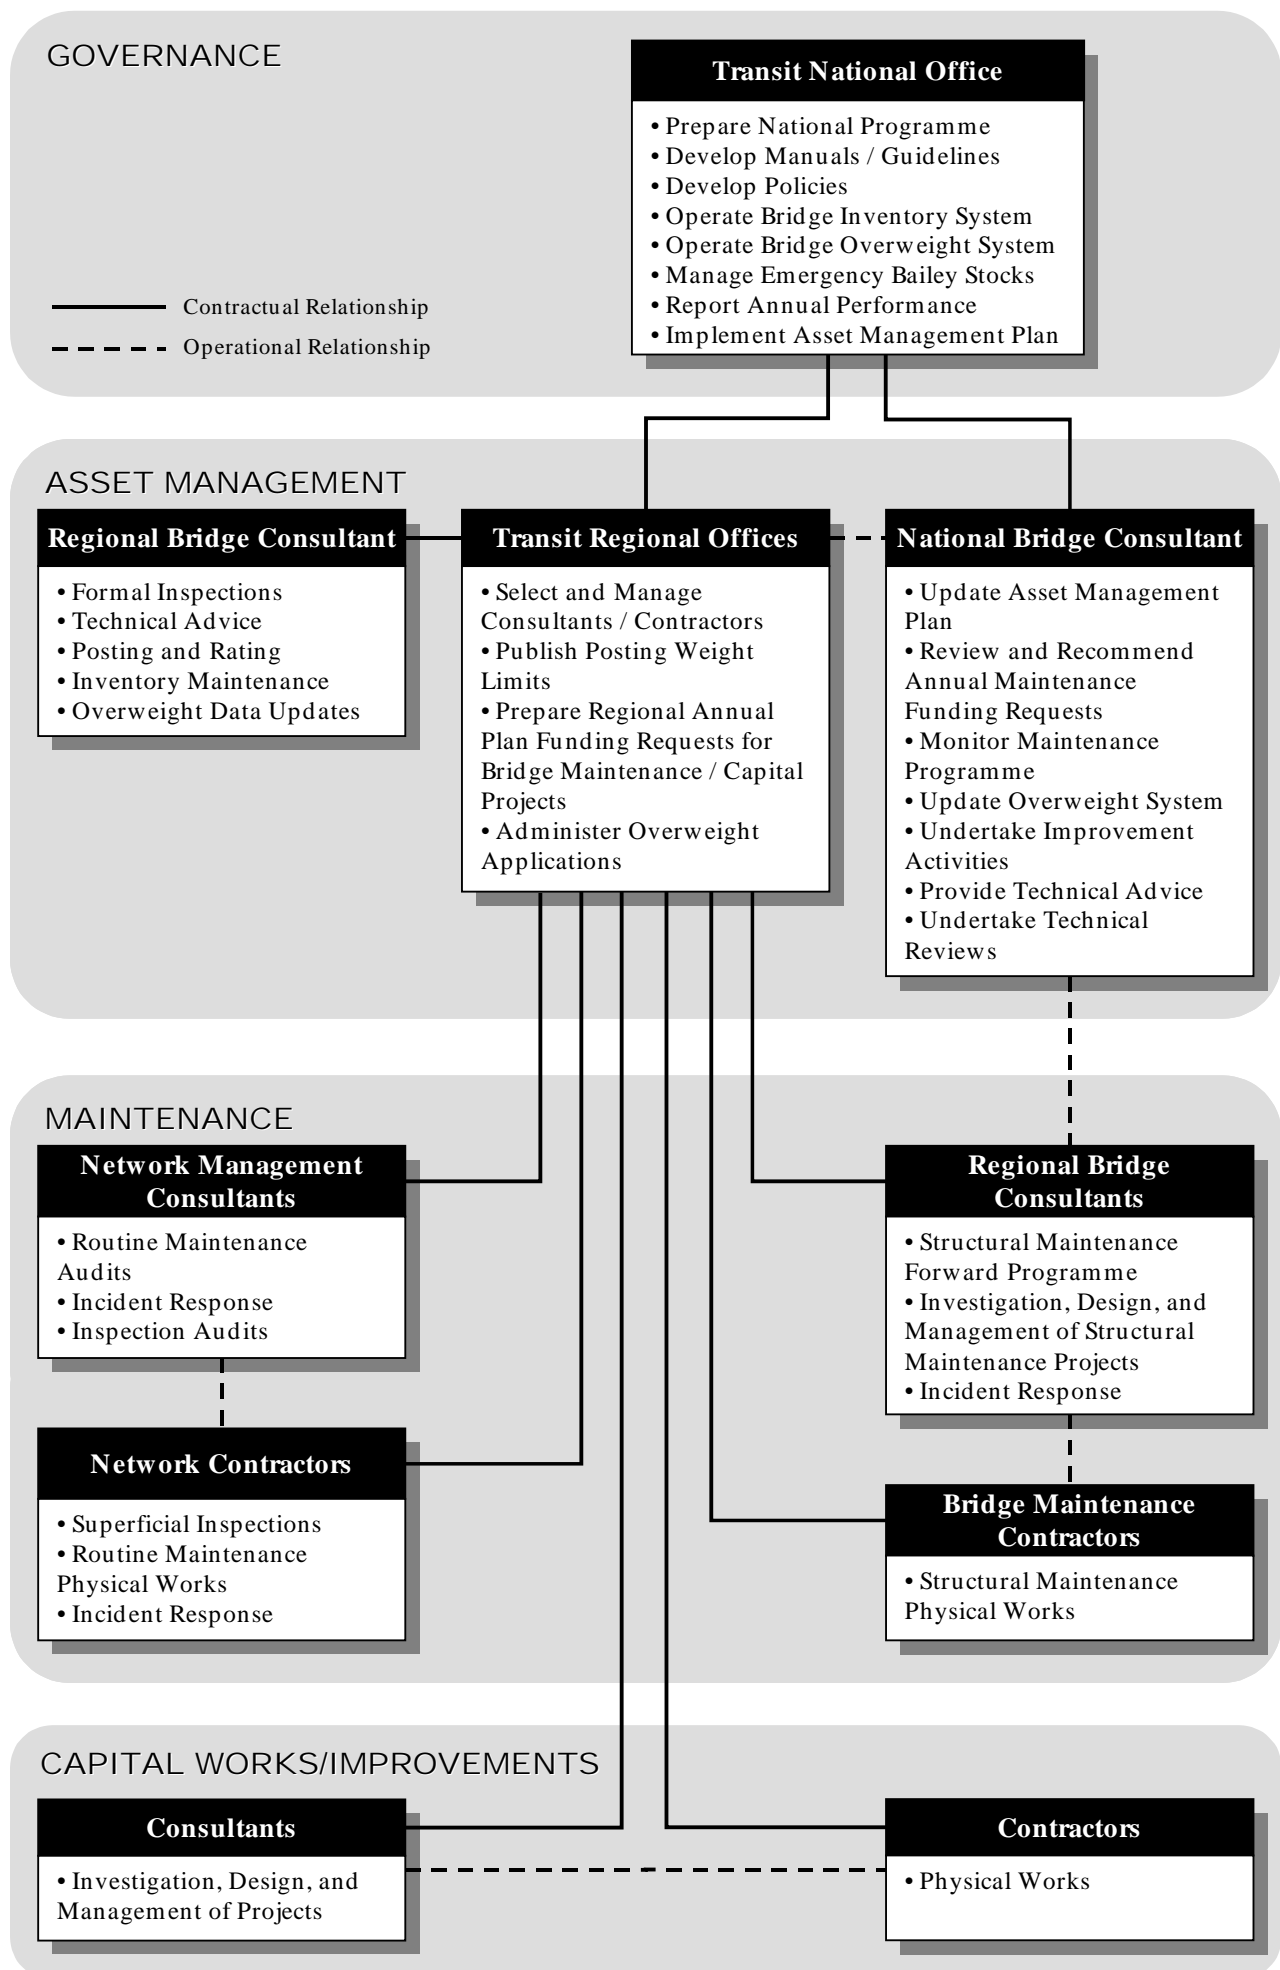 GOVERNANCE
Transit National Office
• Prepare National Programme
• Develop Manuals / Guidelines
• Develop Policies
• Operate Bridge Inventory System
• Operate Bridge Overweight System
• Manage Emergency Bailey Stocks
• Report Annual Performance
• Implement Asset Management Plan
Contractual Relationship
Operational Relationship
ASSET MANAGEMENT
Regional Bridge Consultant
• Formal Inspections
• Technical Advice
• Posting and Rating
• Inventory Maintenance
• Overweight Data Updates
Transit Regional Offices
• Select and Manage
Consultants / Contractors
• Publish Posting Weight
Limits
• Prepare Regional Annual
Plan Funding Requests for
Bridge Maintenance / Capital
Projects
• Administer Overweight
Applications
National Bridge Consultant
• Update Asset Management
Plan
• Review and Recommend
Annual Maintenance
Funding Requests
• Monitor Maintenance
Programme
• Update Overweight System
• Undertake Improvement
Activities
• Provide Technical Advice
• Undertake Technical
Reviews
MAINTENANCE
Network Management
Consultants
• Routine Maintenance
Audits
• Incident Response
• Inspection Audits
Network Contractors
• Superficial Inspections
• Routine Maintenance
Physical Works
• Incident Response
Regional Bridge
Consultants
• Structural Maintenance
Forward Programme
• Investigation, Design, and
Management of Structural
Maintenance Projects
• Incident Response
Bridge Maintenance
Contractors
• Structural Maintenance
Physical Works
CAPITAL WORKS/IMPROVEMENTS
Consultants
• Investigation, Design, and
Management of Projects
Contractors
• Physical Works